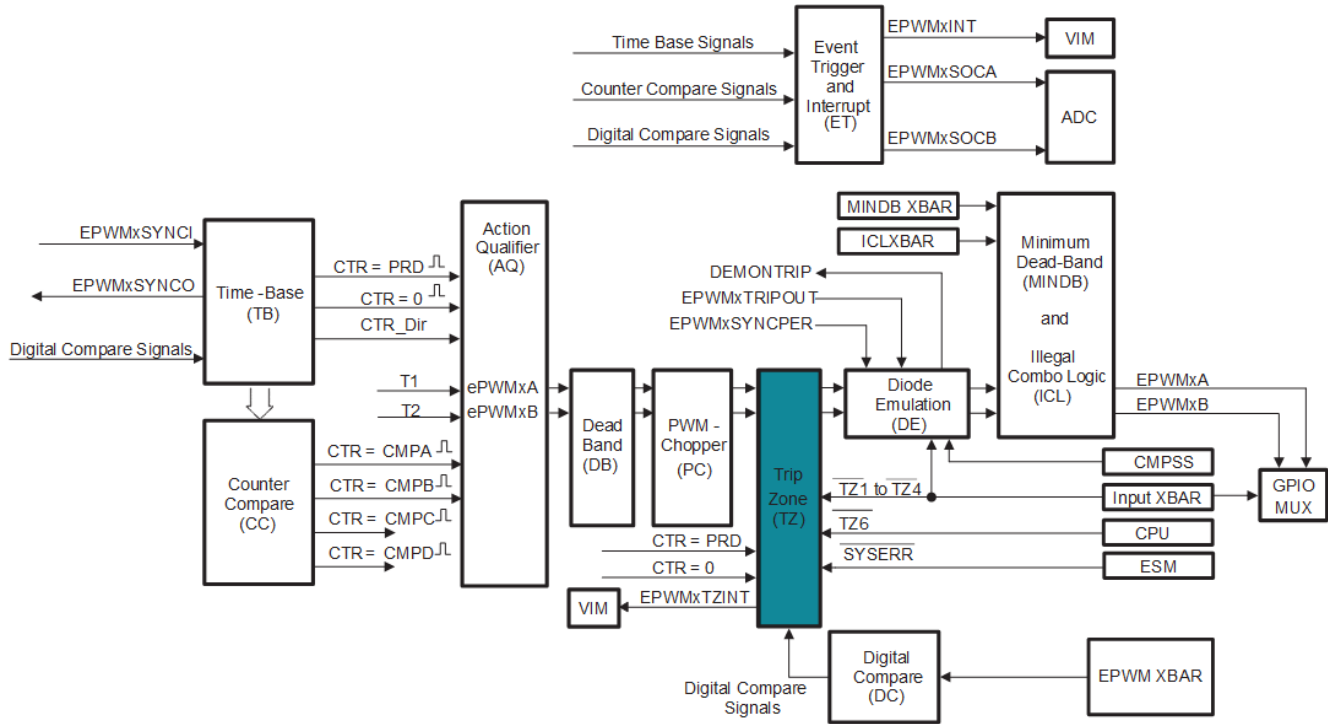 Time Base Signals
Counter Compare Signals
Digital Compare Signals
Event
Trigger
and
Interrupt
(ET)
EPWMxINT
EPWMxSOCA
EPWMxSOCB
VIM
ADC
EPWMxSYNCI
EPWMxSYNCO
Digital Compare Signals
Time -Base
(TB)
CTR = PRD
CTR = 0
CTR_Dir
Action
Qualifier
(AQ)
T1
T2
ePWMxA
ePWMxB
Counter
Compare
(CC)
CTR = CMPA
CTR = CMPB
CTR = CMPC
CTR = CMPD
Dead
Band
(DB)
PWM -
Chopper
(PC)
Trip
Zone
(TZ)
CTR = PRD
CTR = 0
EPWMxTZINT
VIM
DEMONTRIP
EPWMxTRIPOUT
EPWMxSYNCPER
Diode
Emulation
(DE)
MINDB XBAR
ICLXBAR
Minimum
Dead-Band
(MINDB)
and
Illegal
Combo Logic
(ICL)
EPWMxA
EPWMxB
TZ1 to TZ4
TZ6
SYSERR
CMPSS
Input XBAR
CPU
ESM
GPIO
MUX
Digital Compare
Signals
Digital
Compare
(DC)
EPWM XBAR